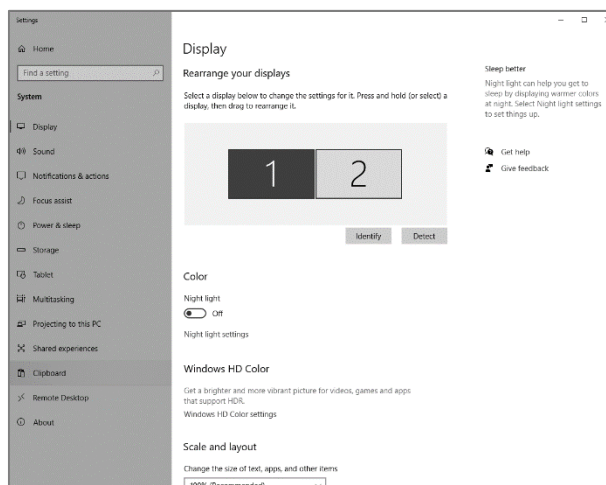 Settings
Home
Find a setting
System
Display
Sound
Notifications & actions
Focus assist
Power & sleep
Storage
Tablet
Multitasking
Projecting to this PC
Shared experiences
Clipboard
Remote Desktop
About
Display
Rearrange your displays
Select a display below to change the settings for it. Press and hold (or select) a
display, then drag to rearrange it.
1
2
Identify
Detect
Color
Night light
Off
Night light settings
Windows HD Color
Get a brighter and more vibrant picture for videos, games and apps
that support HDR.
Windows HD Color settings
Scale and layout
Change the size of text, apps, and other items
100% (Recommended)
Sleep better
Night light can help you get to
sleep by displaying warmer colors
at night. Select Night light settings
to set things up.
Get help
Give feedback